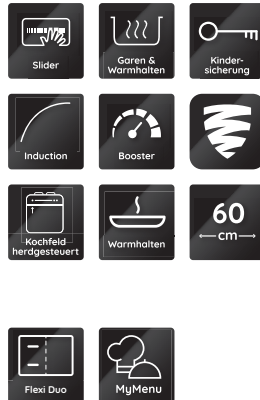 Slider
Garen &
Warmhalten
Kinder-
sicherung
Induction
Booster
Kochfeld
herdgesteuert
Warmhalten
60
cm
Flexi Duo
MyMenu